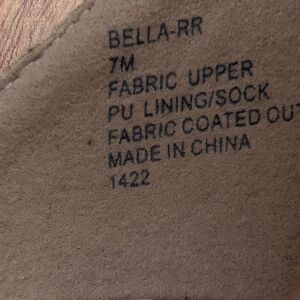 BELLA-RR
7M
FABRIC UPPER
PU LINING/SOCK
FABRIC COATED OUT
MADE IN CHINA
1422